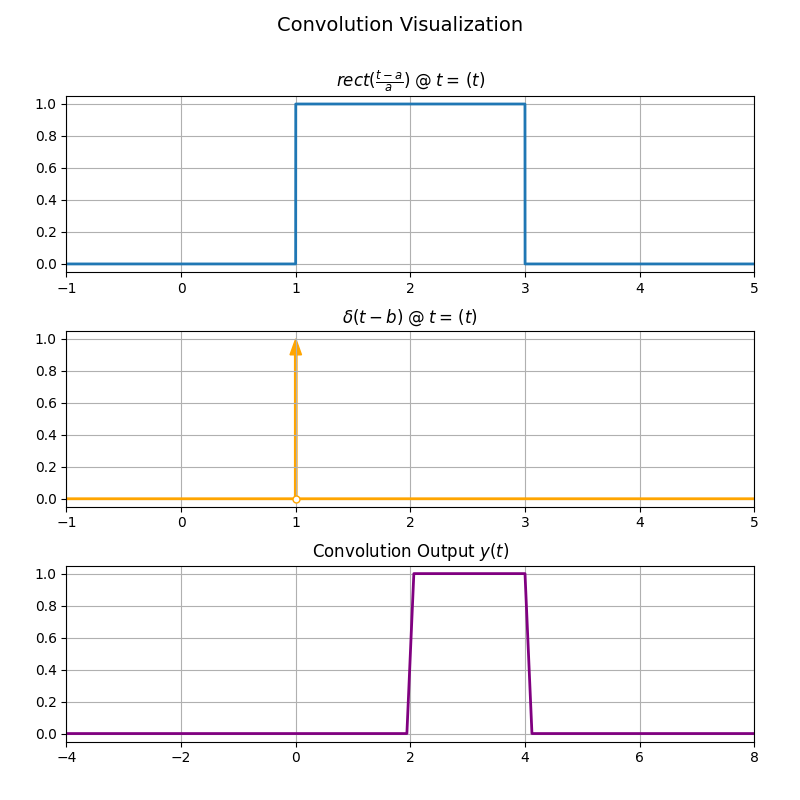 Convolution Visualization
rect(\frac{t-a}{a}) @ t = (t)
1.0
0.8
0.6
0.4
0.2
0.0
−1 0 1 2 3 4 5
δ(t − b) @ t = (t)
1.0
0.8
0.6
0.4
0.2
0.0
−1 0 1 2 3 4 5
Convolution Output y(t)
1.0
0.8
0.6
0.4
0.2
0.0
−4 −2 0 2 4 6 8